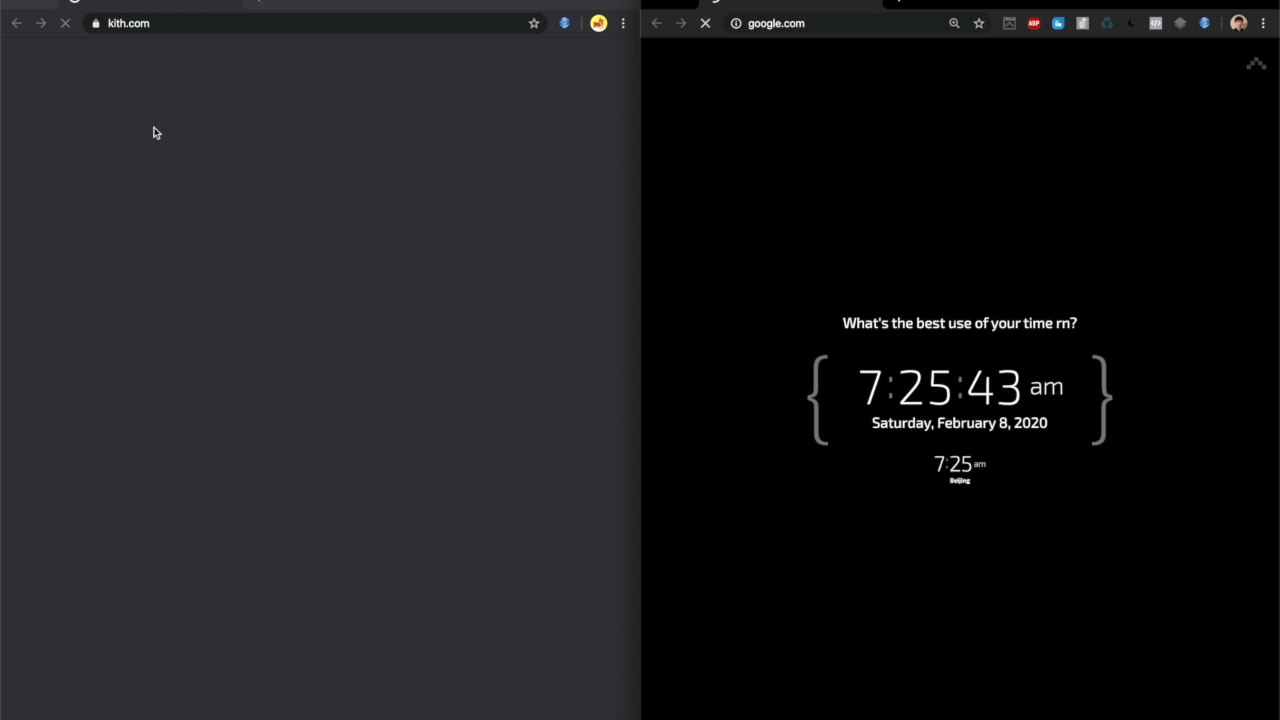 kith.com
google.com
ABP
What's the best use of your time rn?
7:25:43 am
Saturday, February 8, 2020
7:25 am
Beijing